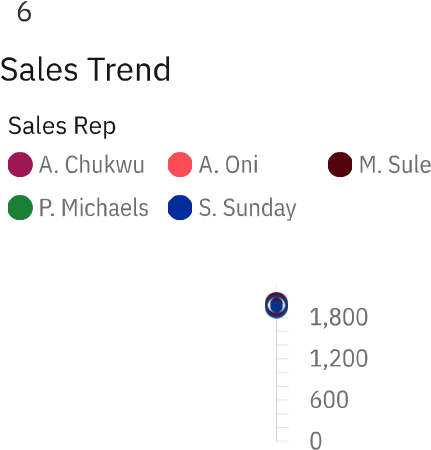 6
Sales Trend
Sales Rep
A. Chukwu A. Oni M. Sule
P. Michaels S. Sunday
1,800
1,200
600
0